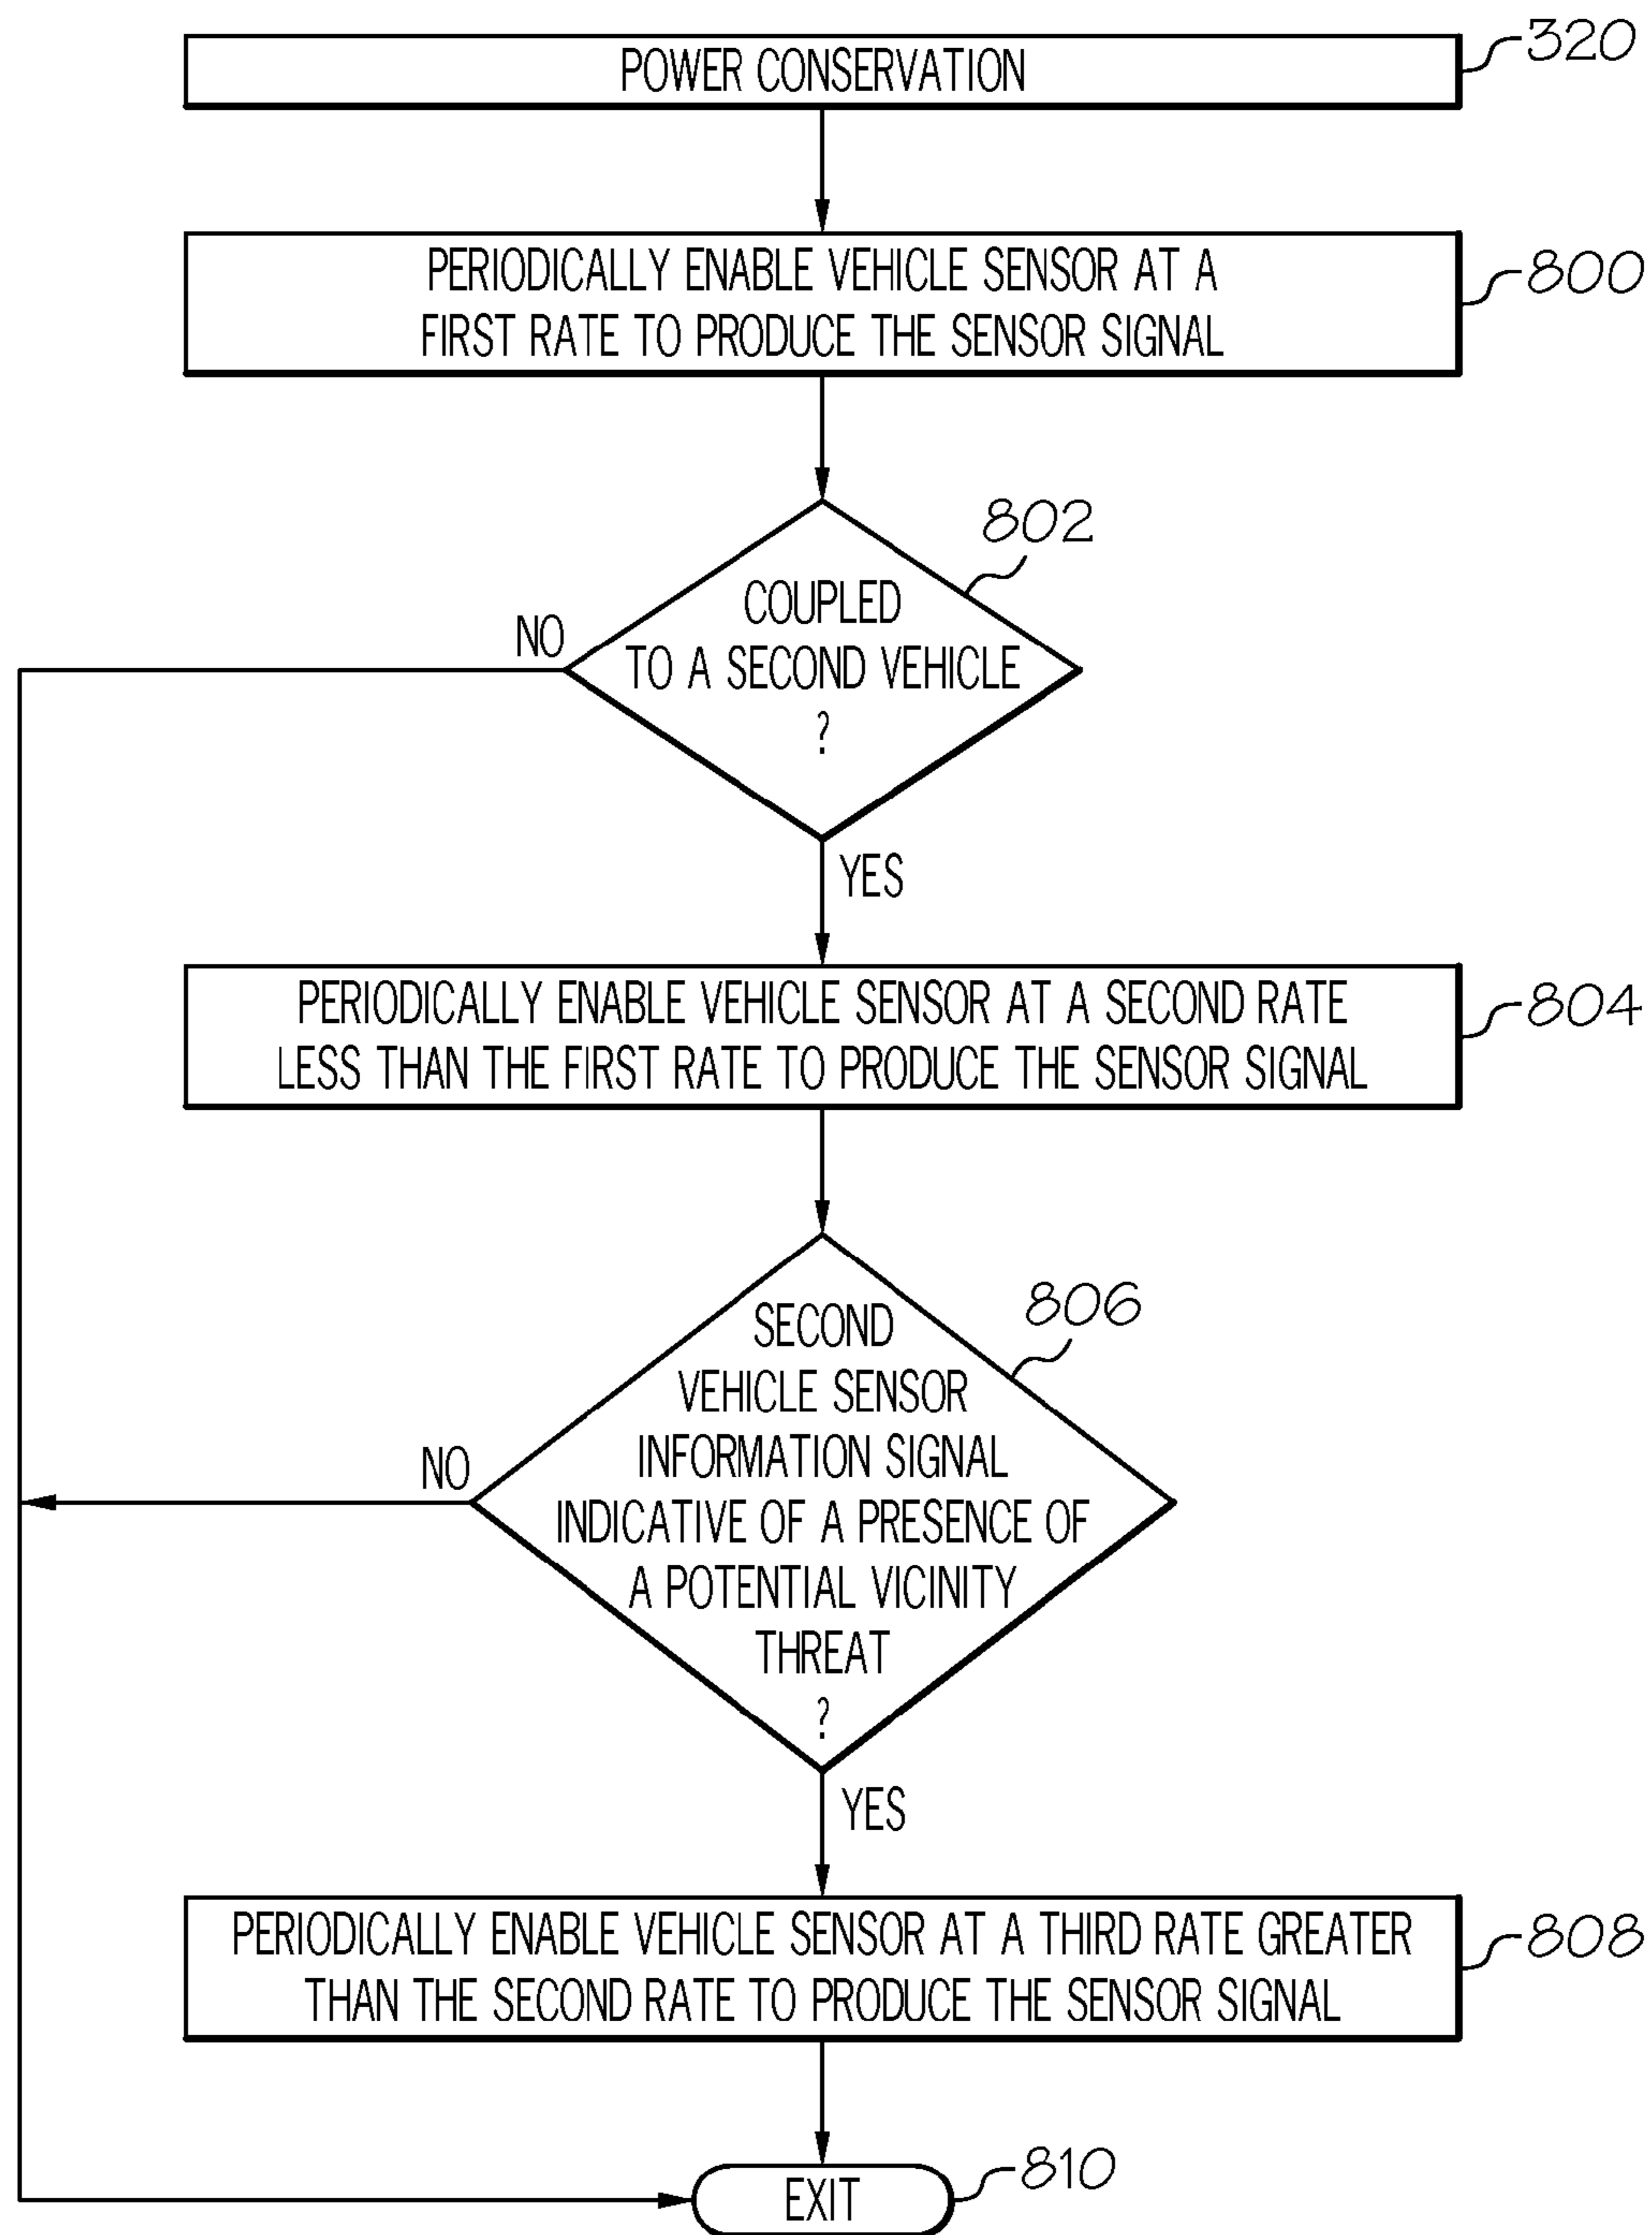 POWER CONSERVATION
320
PERIODICALLY ENABLE VEHICLE SENSOR AT A
FIRST RATE TO PRODUCE THE SENSOR SIGNAL
800
802
COUPLED
TO A SECOND VEHICLE
?
NO
YES
PERIODICALLY ENABLE VEHICLE SENSOR AT A SECOND RATE
LESS THAN THE FIRST RATE TO PRODUCE THE SENSOR SIGNAL
804
806
SECOND
VEHICLE SENSOR
INFORMATION SIGNAL
INDICATIVE OF A PRESENCE OF
A POTENTIAL VICINITY
THREAT
?
NO
YES
PERIODICALLY ENABLE VEHICLE SENSOR AT A THIRD RATE GREATER
THAN THE SECOND RATE TO PRODUCE THE SENSOR SIGNAL
808
EXIT
810